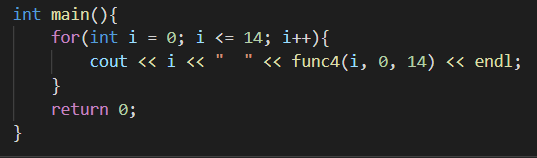 int main(){
    for(int i = 0; i <= 14; i++){
        cout << i << "  " << func4(i, 0, 14) << endl;
    }
    return 0;
}